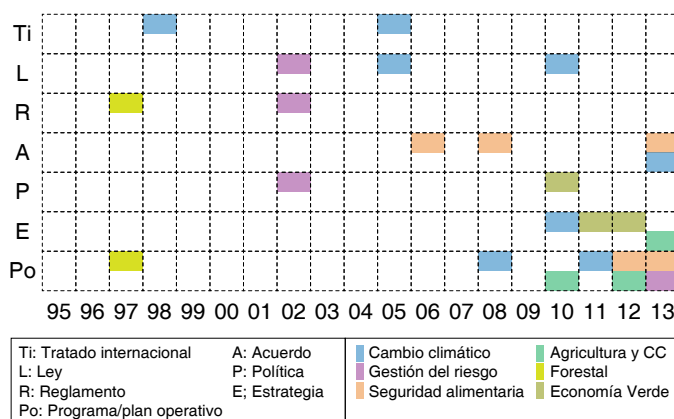 Ti
L
R
A
P
E
Po
95 96 97 98 99 00 01 02 03 04 05 06 07 08 09 10 11 12 13
Ti: Tratado internacional
L: Ley
R: Reglamento
Po: Programa/plan operativo
A: Acuerdo
P: Política
E; Estrategia
Cambio climático
Gestión del riesgo
Seguridad alimentaria
Agricultura y CC
Forestal
Economía Verde